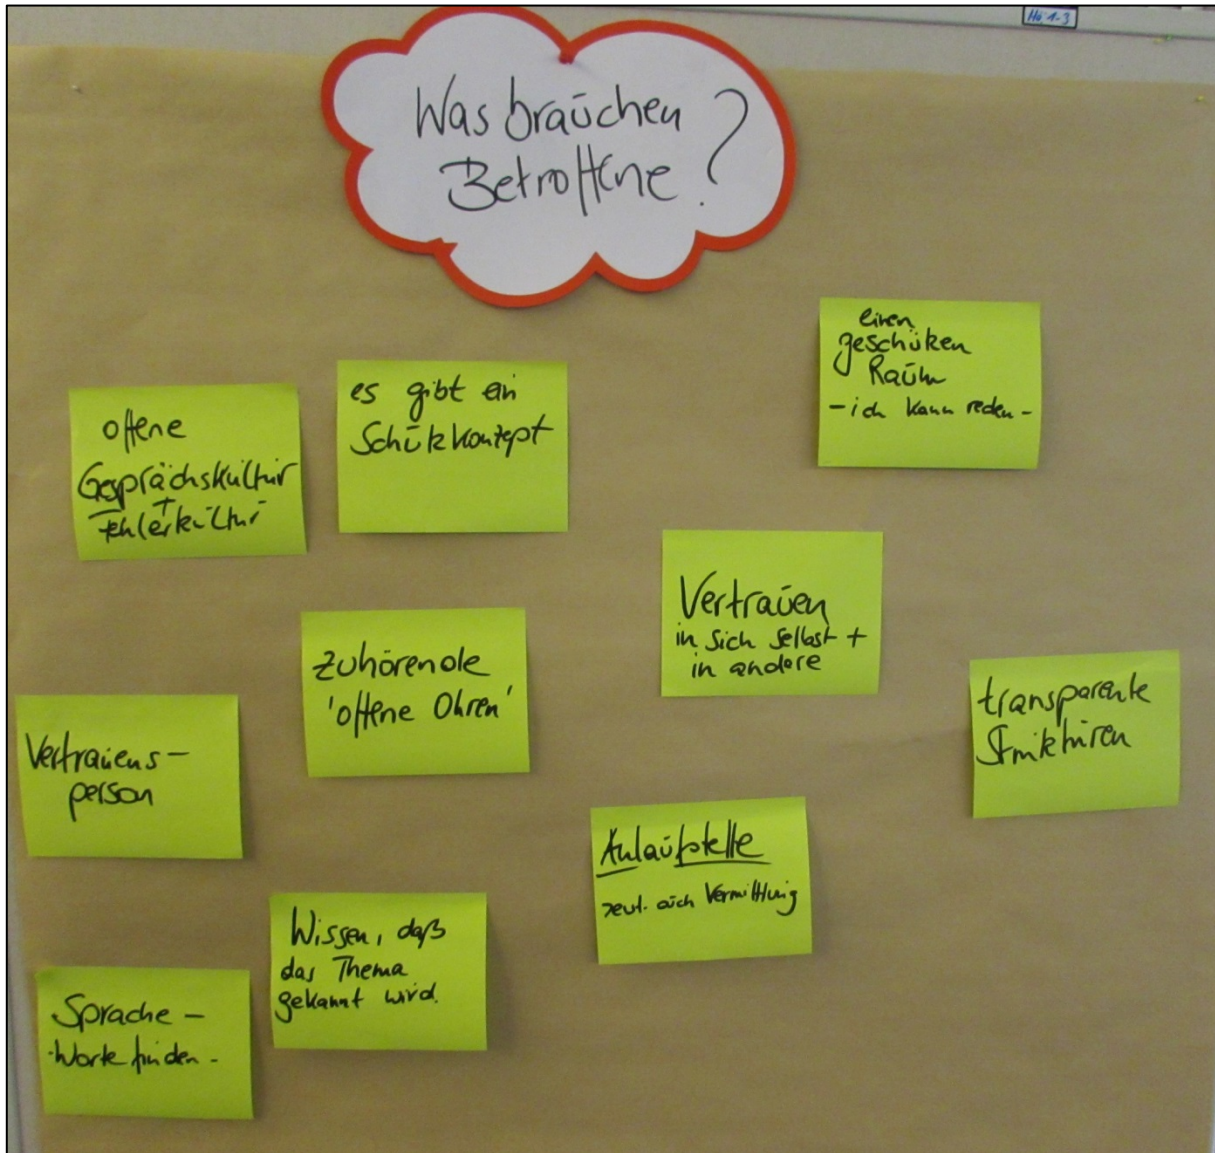 Hö 1-3
Was brauchen
Betroffene ?
einen
geschützen
Raum
- ich kann reden -
es gibt ein
Schutzkonzept
offene
Gesprächskultur
+
Fehlerkultur
Vertrauen
in sich selbst +
in andere
Zuhörende
'offene Ohren'
transparente
Strukturen
Vertrauens-
person
Anlaufstelle
auch Vermittlung
Wissen, daß
das Thema
gekannt wird.
Sprache -
- Worte finden -